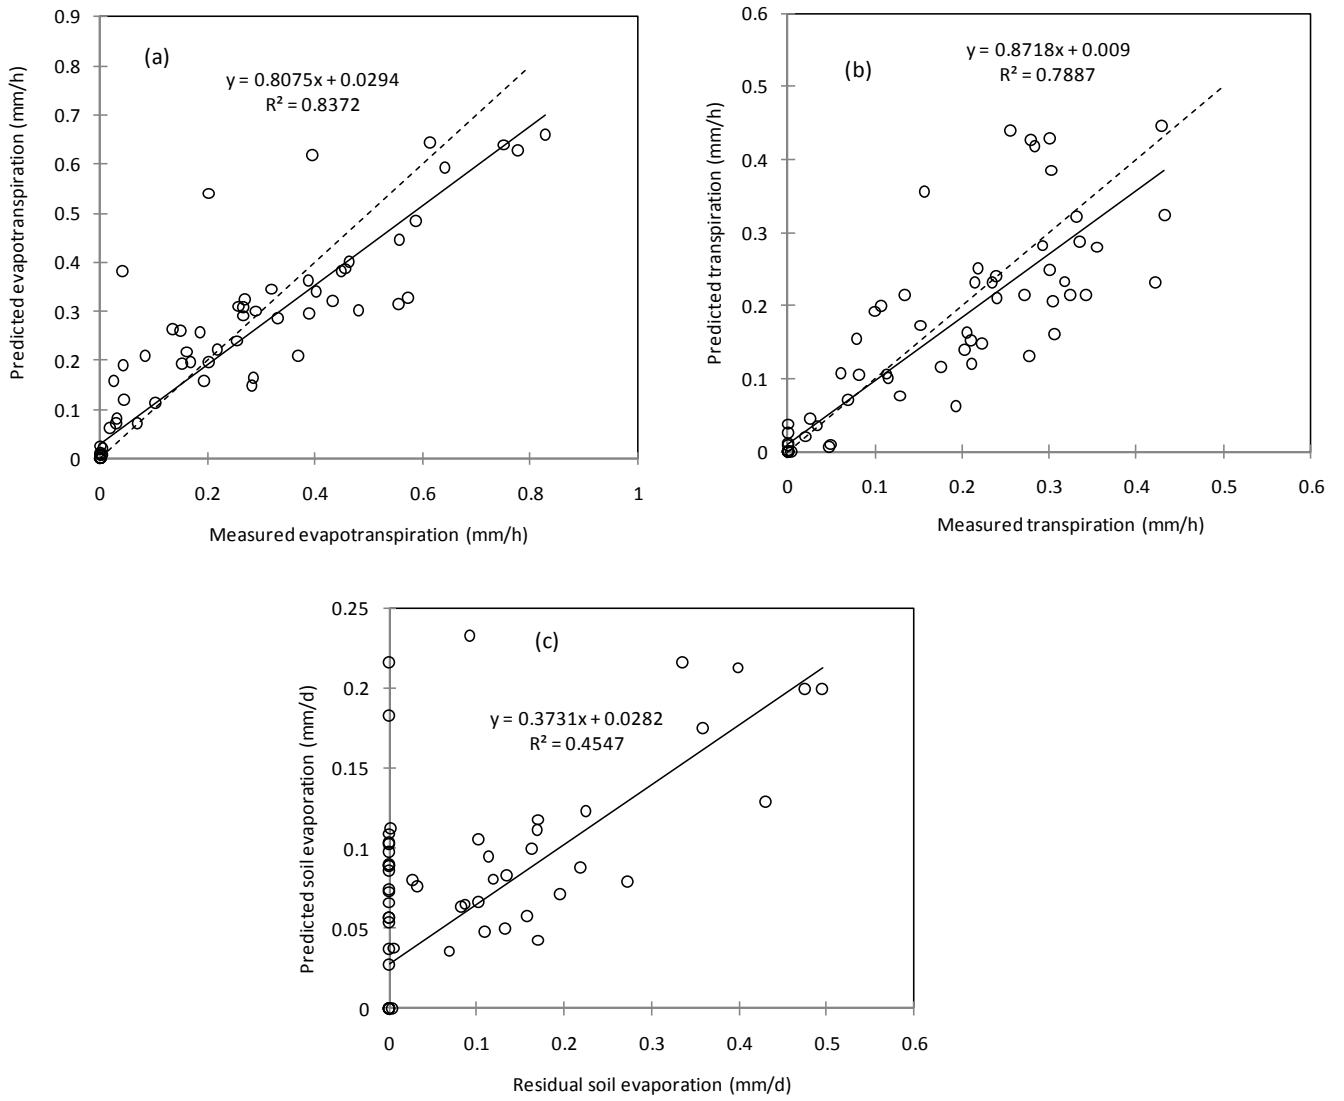 (a)
y = 0.8075x + 0.0294
R² = 0.8372
Predicted evapotranspiration (mm/h)
0.9
0.8
0.7
0.6
0.5
0.4
0.3
0.2
0.1
0
0 0.2 0.4 0.6 0.8 1
Measured evapotranspiration (mm/h)
(b)
y = 0.8718x + 0.009
R² = 0.7887
Predicted transpiration (mm/h)
0.6
0.5
0.4
0.3
0.2
0.1
0
0 0.1 0.2 0.3 0.4 0.5 0.6
Measured transpiration (mm/h)
(c)
y = 0.3731x + 0.0282
R² = 0.4547
Predicted soil evaporation (mm/d)
0.25
0.2
0.15
0.1
0.05
0
0 0.1 0.2 0.3 0.4 0.5 0.6
Residual soil evaporation (mm/d)